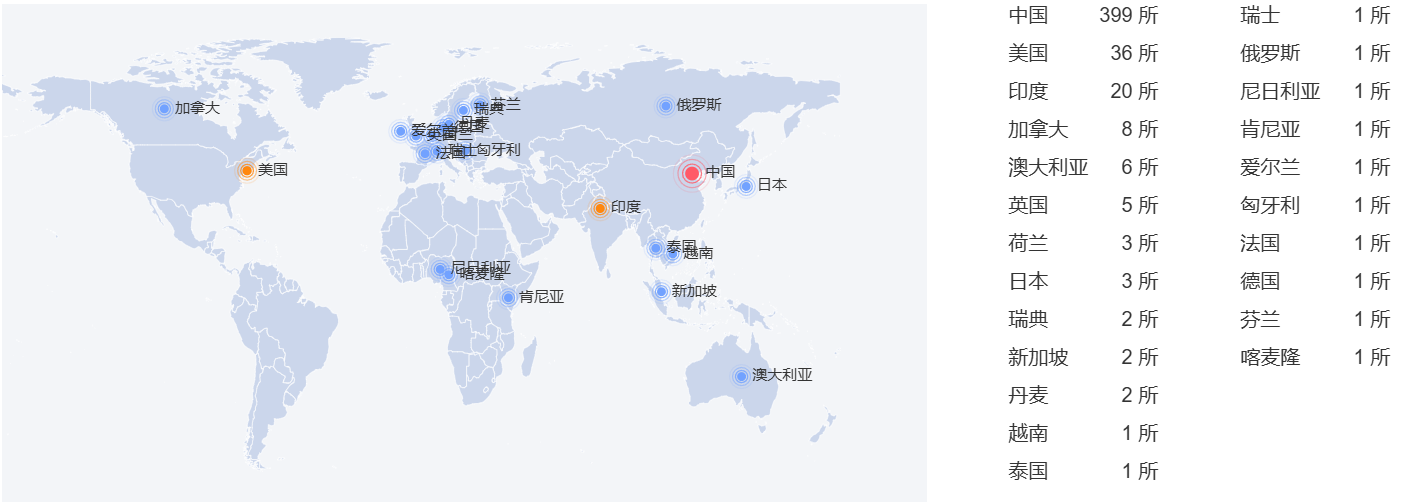 加拿大
美国
芬兰
瑞典
丹麦
德国
爱尔兰
英国
荷兰
法国
瑞士
匈牙利
俄罗斯
中国
日本
印度
泰国
越南
新加坡
尼日利亚
喀麦隆
肯尼亚
澳大利亚
中国 399 所
美国 36 所
印度 20 所
加拿大 8 所
澳大利亚 6 所
英国 5 所
荷兰 3 所
日本 3 所
瑞典 2 所
新加坡 2 所
丹麦 2 所
越南 1 所
泰国 1 所
瑞士 1 所
俄罗斯 1 所
尼日利亚 1 所
肯尼亚 1 所
爱尔兰 1 所
匈牙利 1 所
法国 1 所
德国 1 所
芬兰 1 所
喀麦隆 1 所